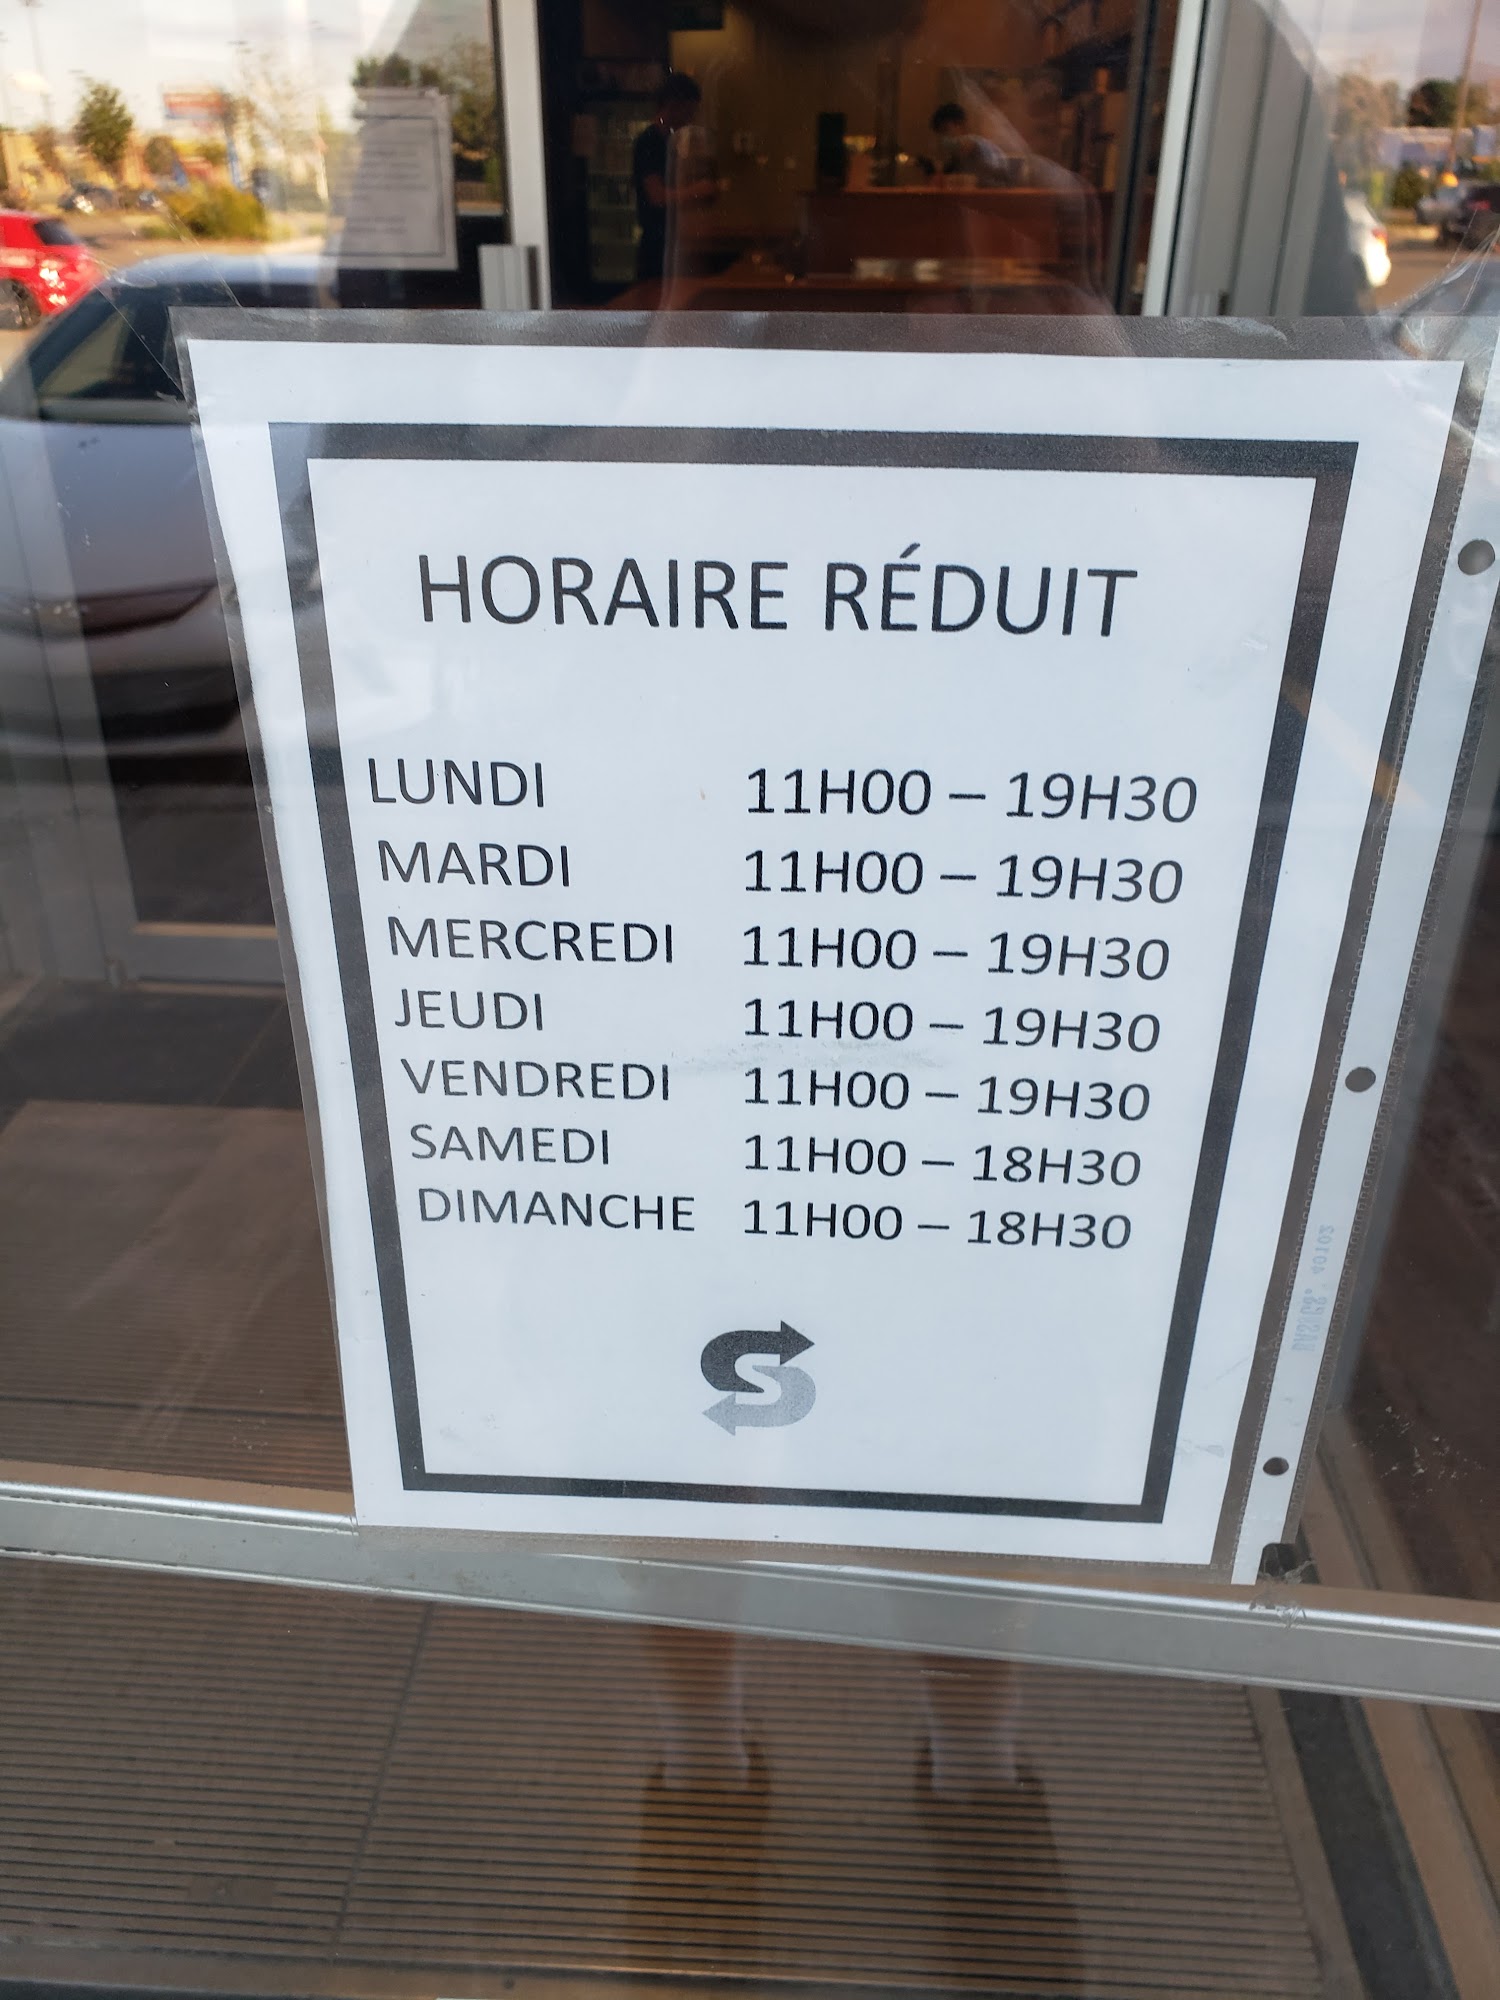 HORAIRE RÉDUIT
LUNDI 11H00 – 19H30
MARDI 11H00 – 19H30
MERCREDI 11H00 – 19H30
JEUDI 11H00 – 19H30
VENDREDI 11H00 – 19H30
SAMEDI 11H00 – 18H30
DIMANCHE 11H00 – 18H30